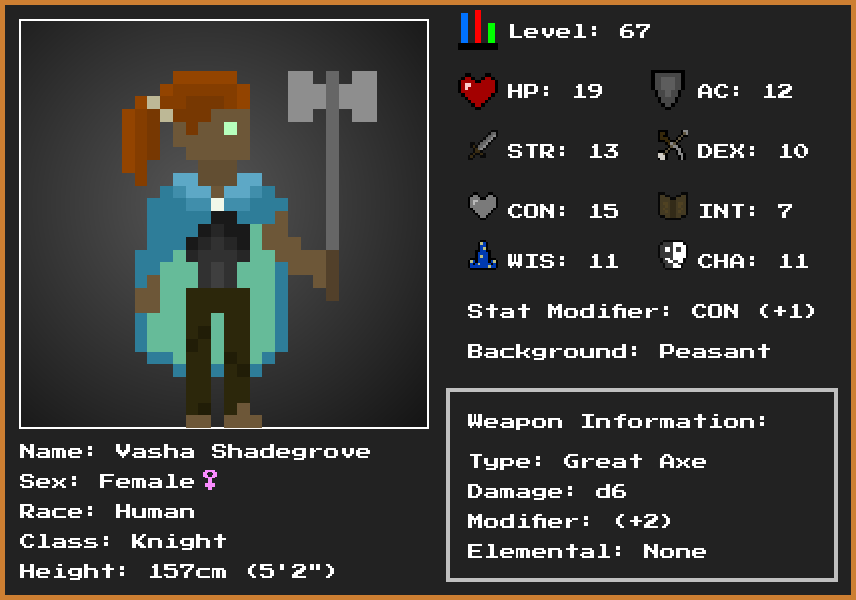 Level: 67
HP: 19 AC: 12
STR: 13 DEX: 10
CON: 15 INT: 7
WIS: 11 CHA: 11
Stat Modifier: CON (+1)
Background: Peasant
Weapon Information:
Type: Great Axe
Damage: d6
Modifier: (+2)
Elemental: None
Name: Vasha Shadegrove
Sex: Female♀
Race: Human
Class: Knight
Height: 157cm (5'2")